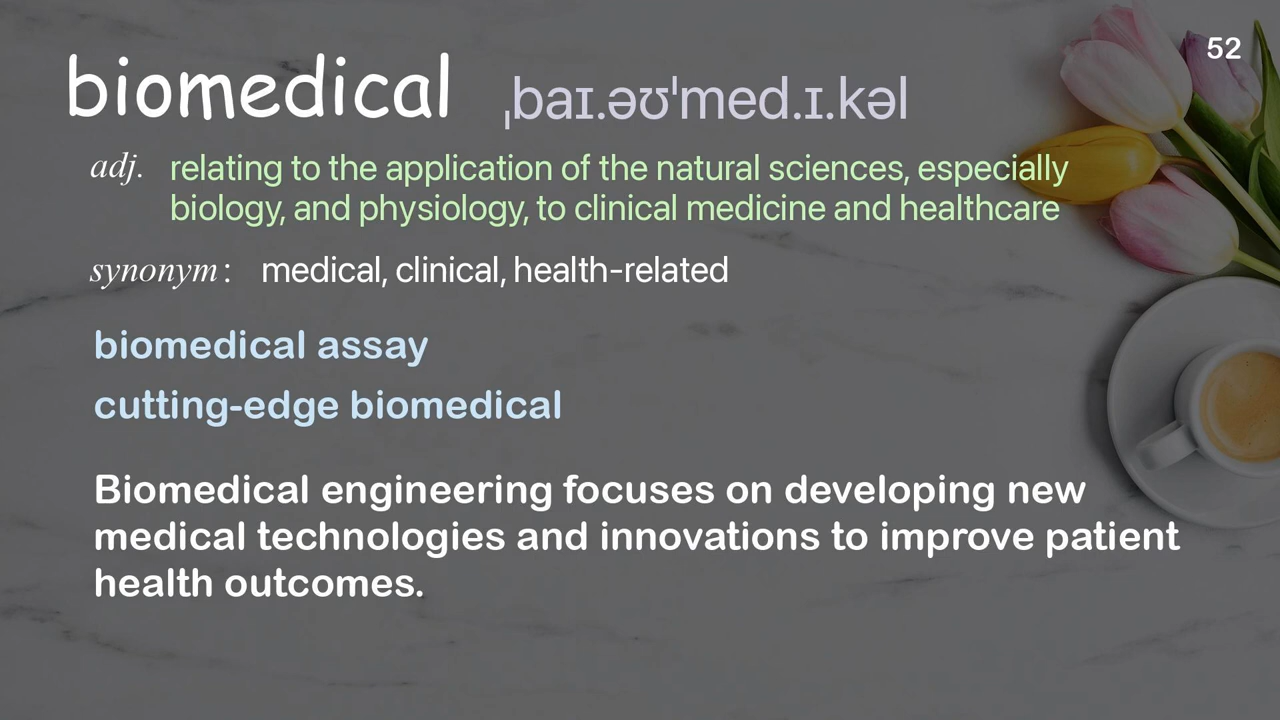 52
biomedical ˌbaɪ.əʊˈmed.ɪ.kəl
adj. relating to the application of the natural sciences, especially
biology, and physiology, to clinical medicine and healthcare
synonym: medical, clinical, health-related
biomedical assay
cutting-edge biomedical
Biomedical engineering focuses on developing new
medical technologies and innovations to improve patient
health outcomes.